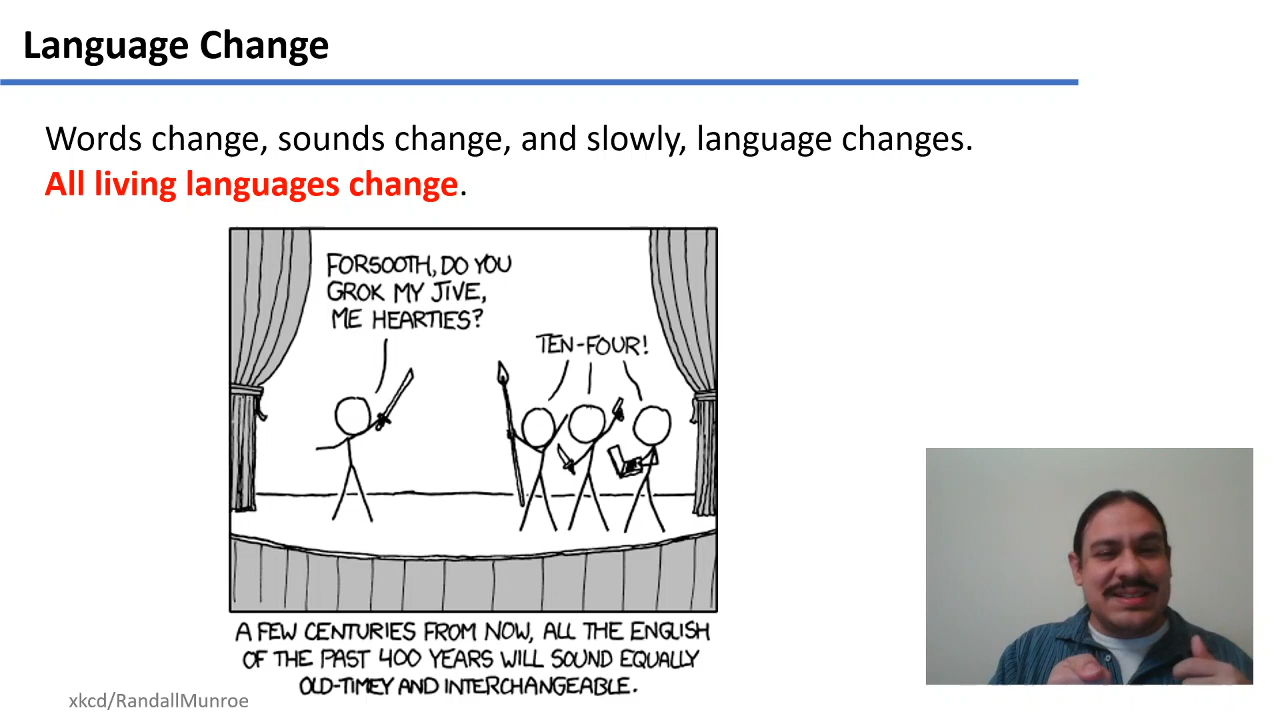 Language Change
Words change, sounds change, and slowly, language changes.
All living languages change.
FORSOOTH, DO YOU
GROK MY JIVE,
ME HEARTIES?
TEN-FOUR!
A FEW CENTURIES FROM NOW, ALL THE ENGLISH
OF THE PAST 400 YEARS WILL SOUND EQUALLY
OLD-TIMEY AND INTERCHANGEABLE.
xkcd/RandallMunroe